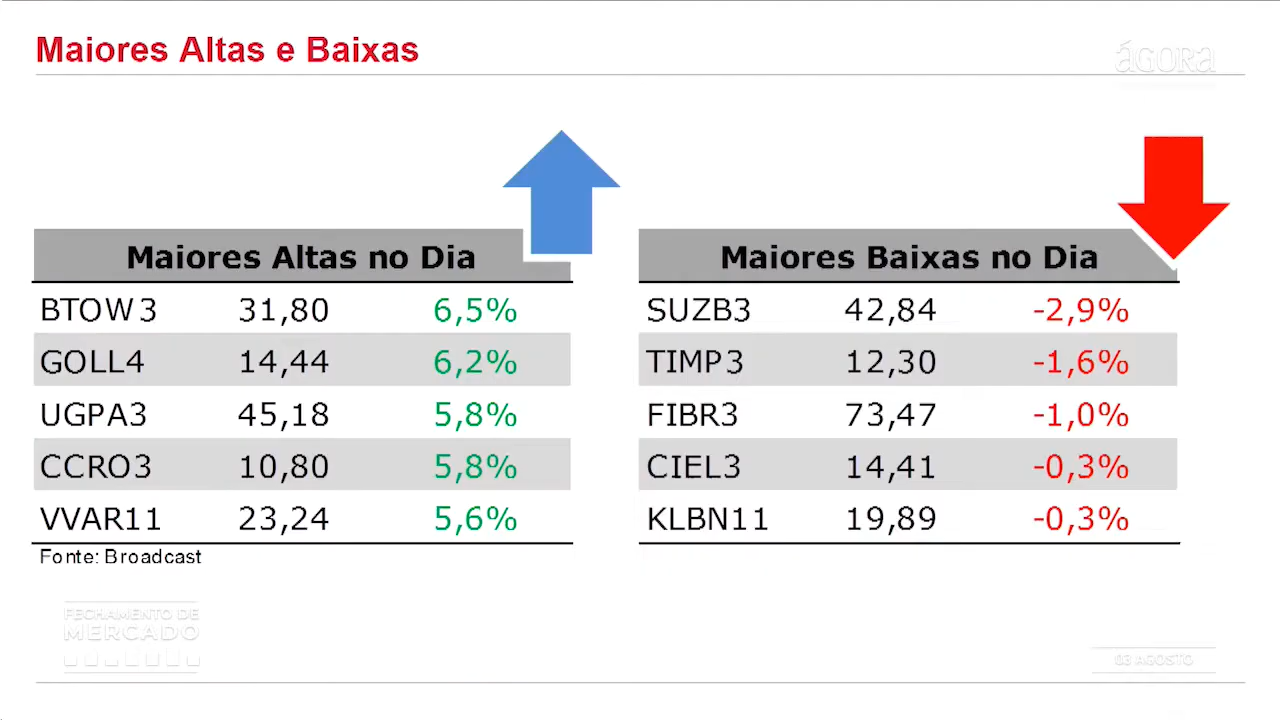 Maiores Altas e Baixas
ágora
Maiores Altas no Dia
BTOW3 31,80 6,5%
GOLL4 14,44 6,2%
UGPA3 45,18 5,8%
CCRO3 10,80 5,8%
VVAR11 23,24 5,6%
Fonte: Broadcast
Maiores Baixas no Dia
SUZB3 42,84 -2,9%
TIMP3 12,30 -1,6%
FIBR3 73,47 -1,0%
CIEL3 14,41 -0,3%
KLBN11 19,89 -0,3%
FECHAMENTO DE
MERCADO
03 AGOSTO